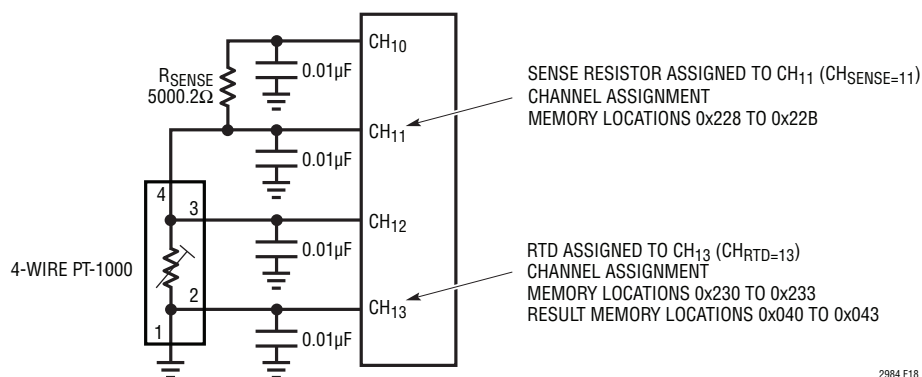 CH10
0.01µF
RSENSE
5000.2Ω
CH11
0.01µF
4
3
CH12
0.01µF
4-WIRE PT-1000
2
CH13
1
0.01µF
SENSE RESISTOR ASSIGNED TO CH11 (CHSENSE=11)
CHANNEL ASSIGNMENT
MEMORY LOCATIONS 0x228 TO 0x22B
RTD ASSIGNED TO CH13 (CHRTD=13)
CHANNEL ASSIGNMENT
MEMORY LOCATIONS 0x230 TO 0x233
RESULT MEMORY LOCATIONS 0x040 TO 0x043
2984 F18